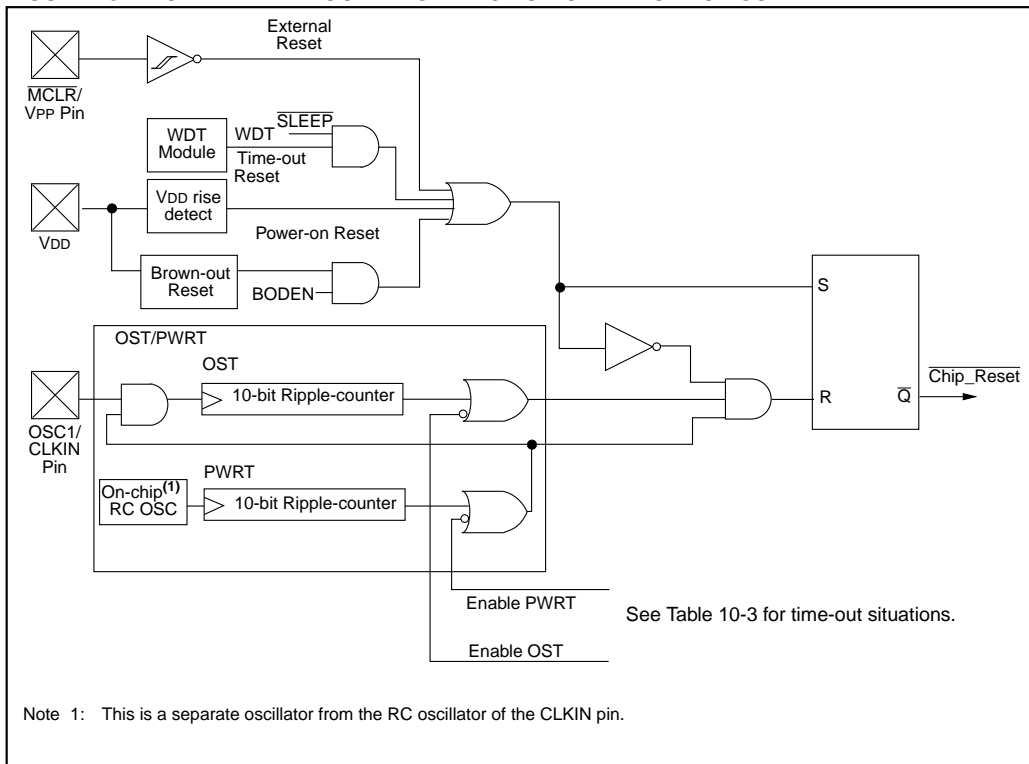 External
Reset
MCLR/
VPP Pin
SLEEP
WDT
Module
WDT
Time-out
Reset
VDD rise
detect
VDD
Power-on Reset
Brown-out
Reset
BODEN
OST/PWRT
S
OST
10-bit Ripple-counter
Chip_Reset
R
Q
OSC1/
CLKIN
Pin
PWRT
On-chip(1)
RC OSC
10-bit Ripple-counter
Enable PWRT
See Table 10-3 for time-out situations.
Enable OST
Note 1: This is a separate oscillator from the RC oscillator of the CLKIN pin.